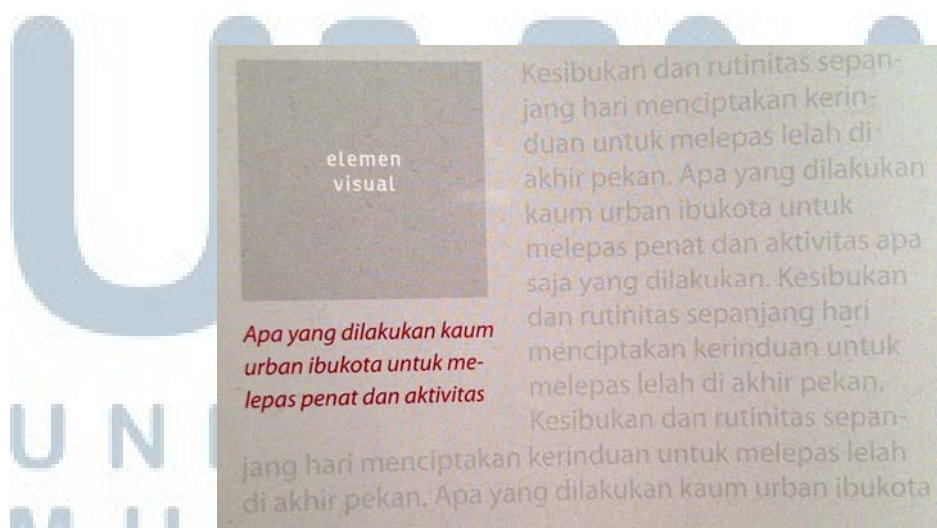 elemen
visual
Apa yang dilakukan kaum
urban ibukota untuk me-
lepas penat dan aktivitas
Kesibukan dan rutinitas sepan-
jang hari menciptakan kerin-
duan untuk melepas lelah di
akhir pekan. Apa yang dilakukan
kaum urban ibukota untuk
melepas penat dan aktivitas apa
saja yang dilakukan. Kesibukan
dan rutinitas sepanjang hari
menciptakan kerinduan untuk
melepas lelah di akhir pekan.
Kesibukan dan rutinitas sepan-
jang hari menciptakan kerinduan untuk melepas lelah
di akhir pekan. Apa yang dilakukan kaum urban ibukota